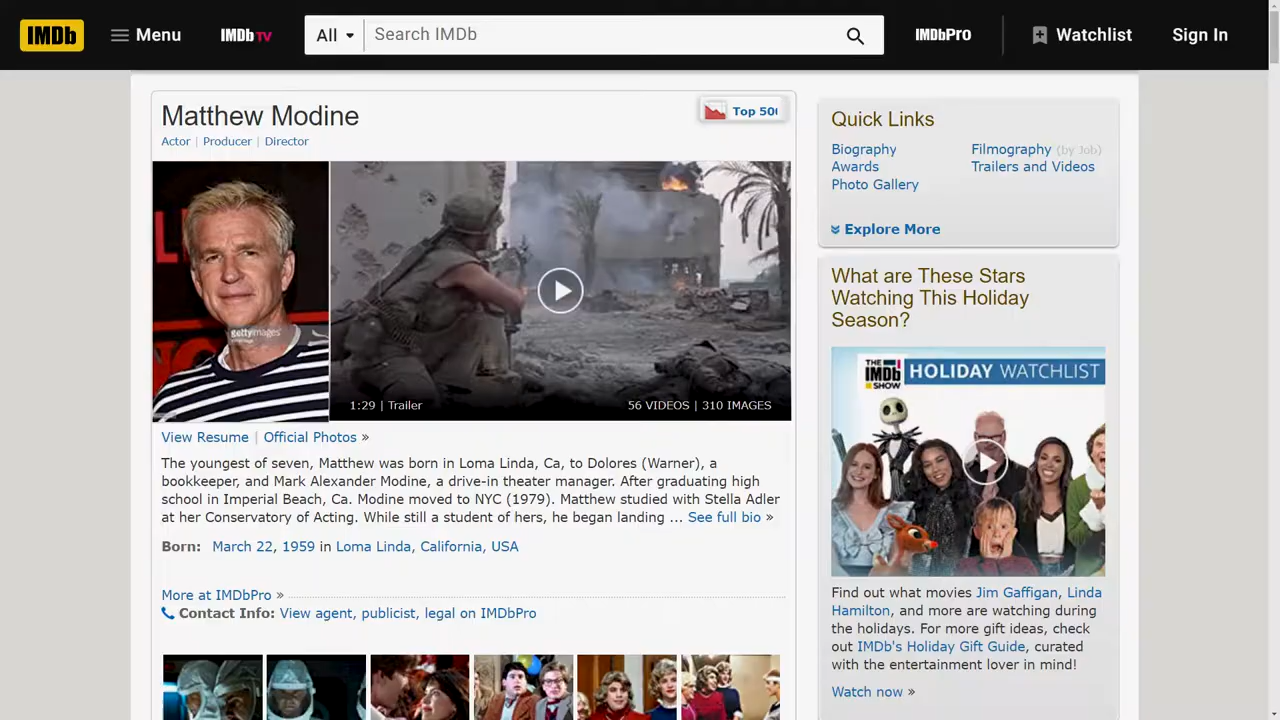 IMDb
Menu
IMDb TV
All
Search IMDb
IMDbPro
Watchlist
Sign In
Matthew Modine
Top 500
Actor | Producer | Director
gettyimages
1:29 | Trailer
56 VIDEOS | 310 IMAGES
View Resume | Official Photos »
The youngest of seven, Matthew was born in Loma Linda, Ca, to Dolores (Warner), a
bookkeeper, and Mark Alexander Modine, a drive-in theater manager. After graduating high
school in Imperial Beach, Ca. Modine moved to NYC (1979). Matthew studied with Stella Adler
at her Conservatory of Acting. While still a student of hers, he began landing ... See full bio »
Born: March 22, 1959 in Loma Linda, California, USA
More at IMDbPro »
Contact Info: View agent, publicist, legal on IMDbPro
Quick Links
Biography
Awards
Photo Gallery
Filmography (by Job)
Trailers and Videos
Explore More
What are These Stars
Watching This Holiday
Season?
THE
IMDb
SHOW
HOLIDAY WATCHLIST
Find out what movies Jim Gaffigan, Linda
Hamilton, and more are watching during
the holidays. For more gift ideas, check
out IMDb's Holiday Gift Guide, curated
with the entertainment lover in mind!
Watch now »